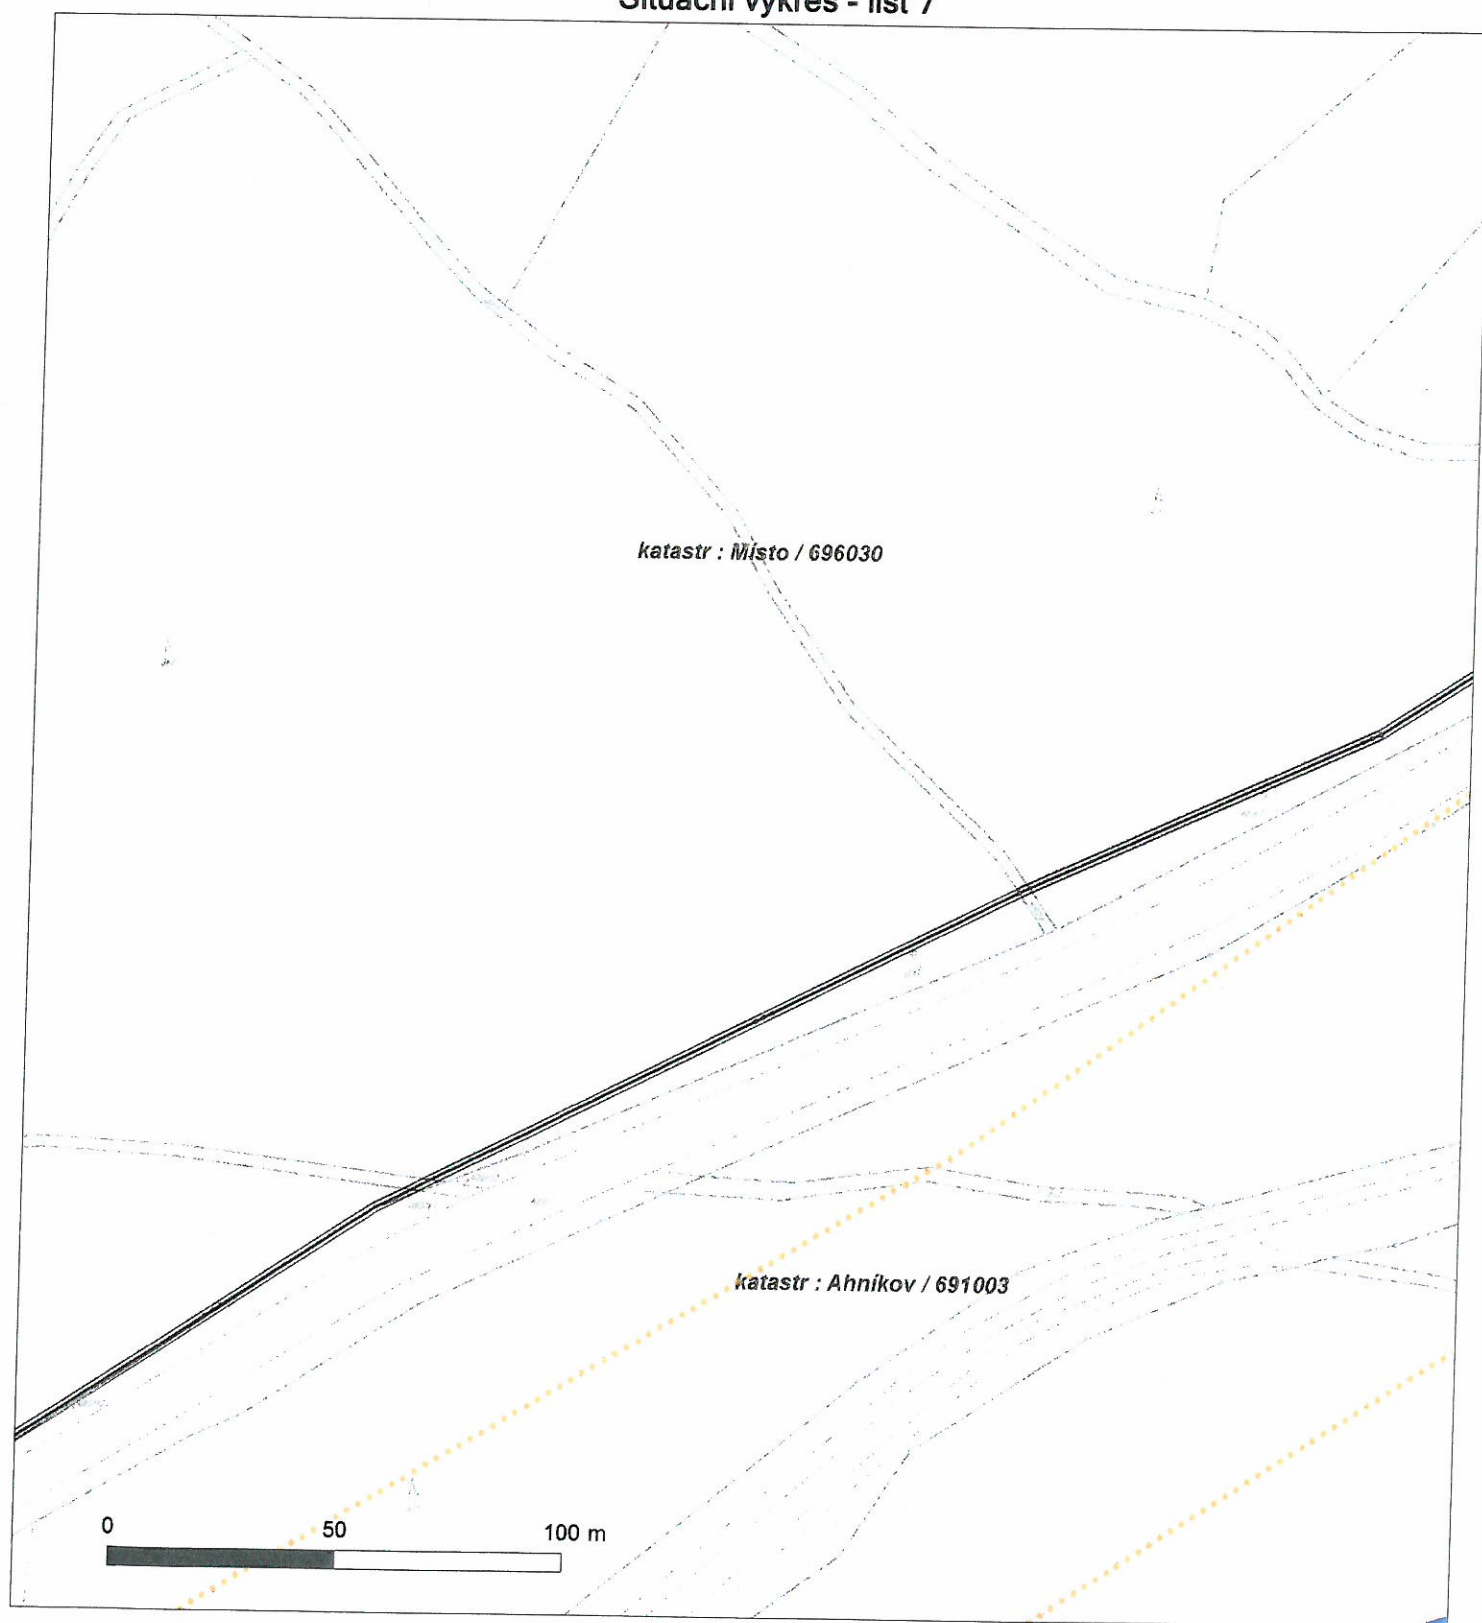 Situační výkres - list 7
katastr : Místo / 696030
katastr : Ahníkov / 691003
0 50 100 m